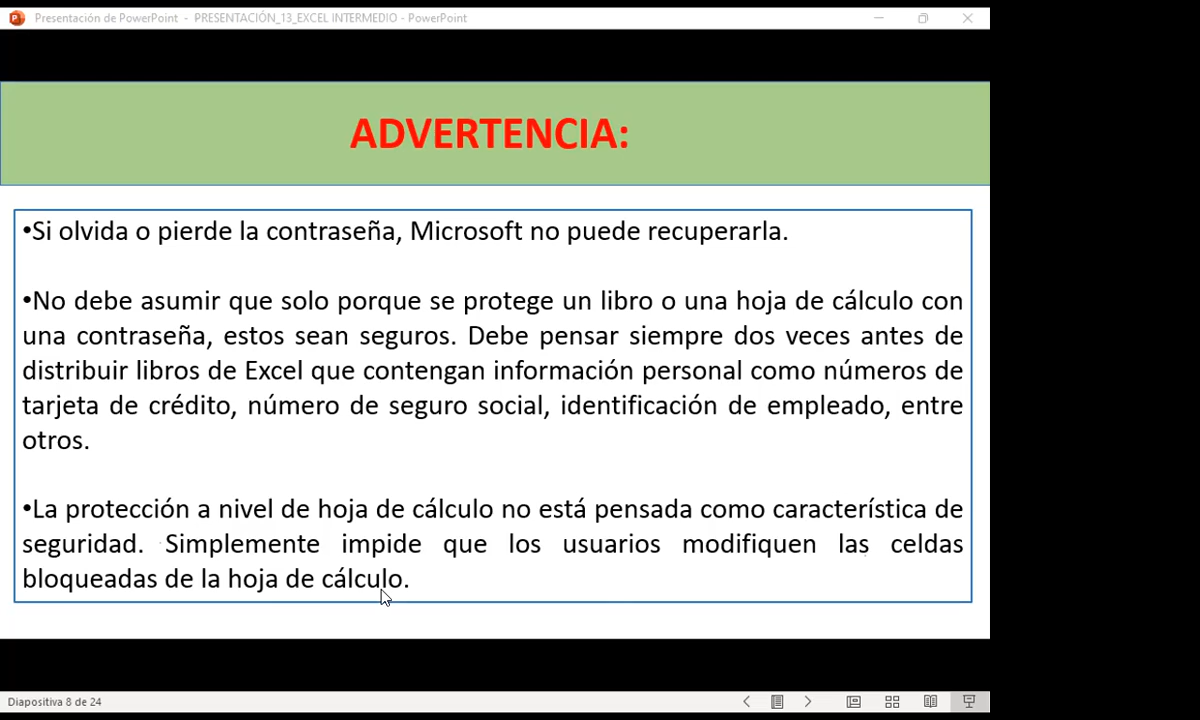 Presentación de PowerPoint - PRESENTACIÓN_13_EXCEL INTERMEDIO - PowerPoint
ADVERTENCIA:
•Si olvida o pierde la contraseña, Microsoft no puede recuperarla.
•No debe asumir que solo porque se protege un libro o una hoja de cálculo con
una contraseña, estos sean seguros. Debe pensar siempre dos veces antes de
distribuir libros de Excel que contengan información personal como números de
tarjeta de crédito, número de seguro social, identificación de empleado, entre
otros.
•La protección a nivel de hoja de cálculo no está pensada como característica de
seguridad. Simplemente impide que los usuarios modifiquen las celdas
bloqueadas de la hoja de cálculo.
Diapositiva 8 de 24